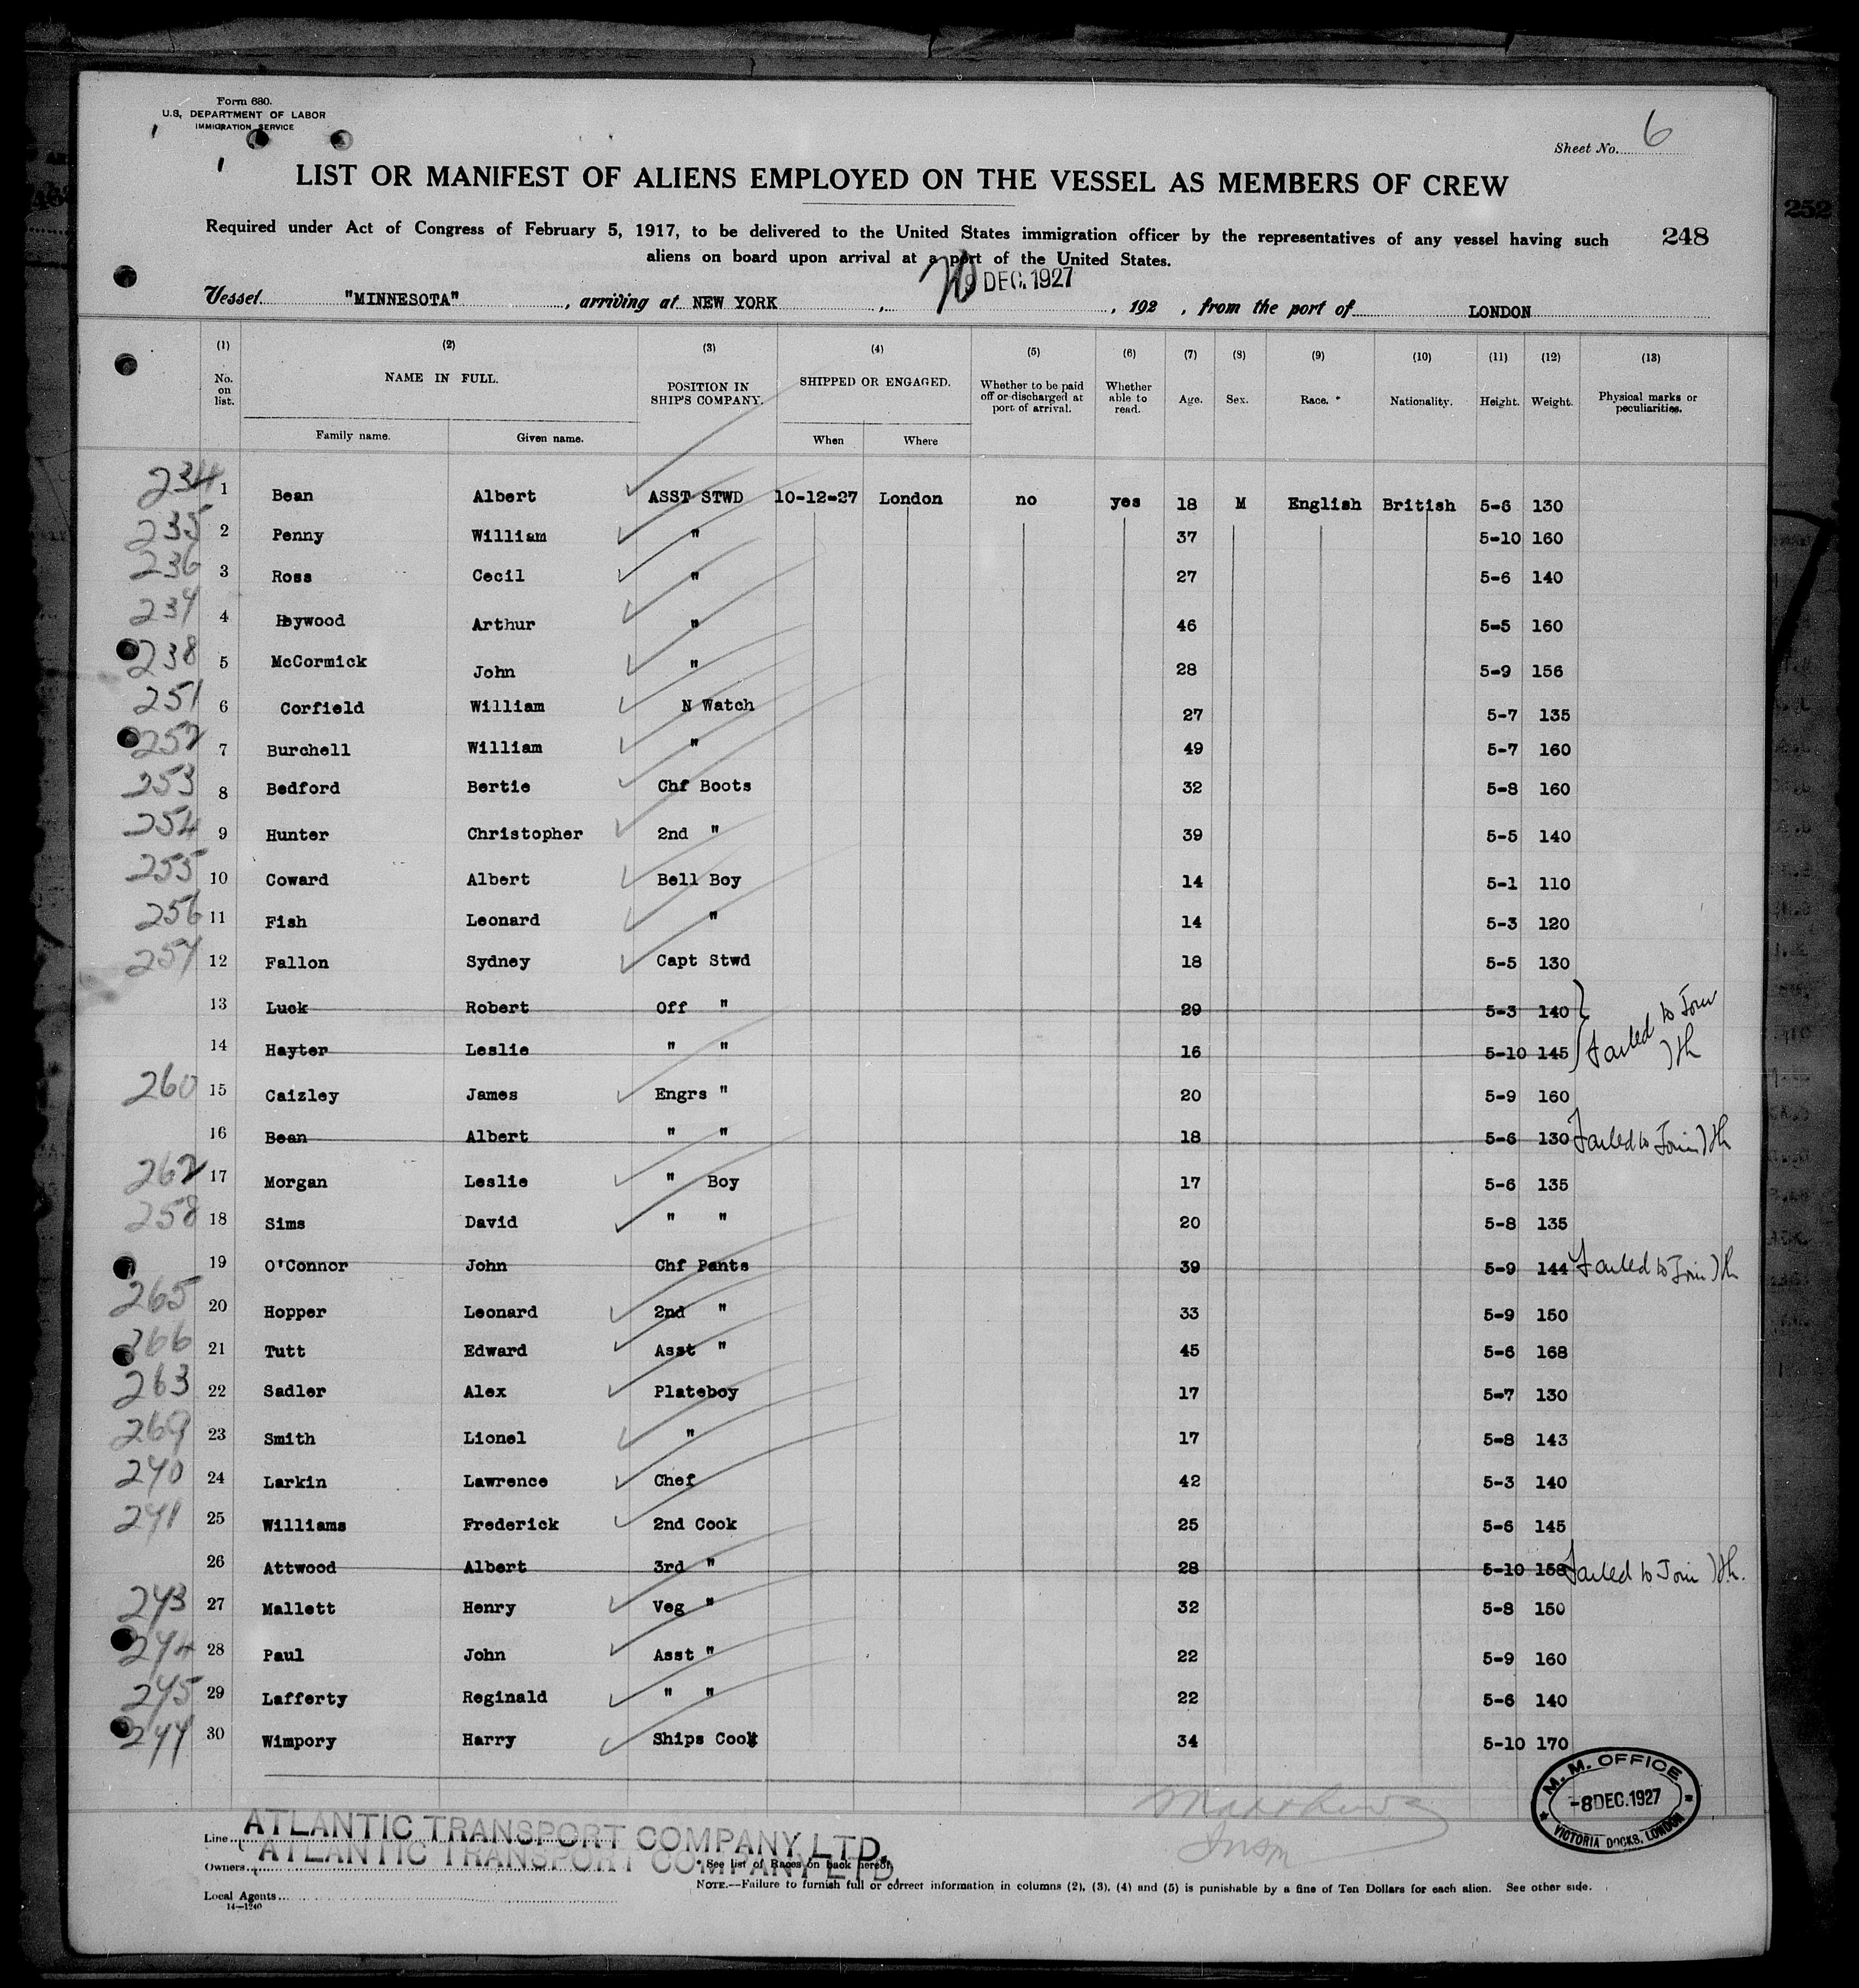 Form 680.
U.S. DEPARTMENT OF LABOR
IMMIGRATION SERVICE
Sheet No. 6
LIST OR MANIFEST OF ALIENS EMPLOYED ON THE VESSEL AS MEMBERS OF CREW
Required under Act of Congress of February 5, 1917, to be delivered to the United States immigration officer by the representatives of any vessel having such
248
aliens on board upon arrival at a port of the United States.
DEC. 1927
Vessel "MINNESOTA", arriving at NEW YORK, , 192 , from the port of LONDON
(1) (2) (3) (4) (5) (6) (7) (8) (9) (10) (11) (12) (13)
No. on list. NAME IN FULL. POSITION IN SHIP'S COMPANY. SHIPPED OR ENGAGED. Whether to be paid off or discharged at port of arrival. Whether able to read. Age. Sex. Race. * Nationality. Height. Weight. Physical marks or peculiarities.
Family name. Given name. When Where
234 1 Bean Albert ASST STWD 10-12-27 London no yes 18 M English British 5-6 130
235 2 Penny William " 37 5-10 160
236 3 Ross Cecil " 27 5-6 140
237 4 Heywood Arthur " 46 5-5 160
238 5 McCormick John " 28 5-9 156
251 6 Corfield William N Watch 27 5-7 135
252 7 Burchell William " 49 5-7 160
253 8 Bedford Bertie Chf Boots 32 5-8 160
254 9 Hunter Christopher 2nd " 39 5-5 140
255 10 Coward Albert Bell Boy 14 5-1 110
256 11 Fish Leonard " 14 5-3 120
257 12 Fallon Sydney Capt Stwd 18 5-5 130
13 Luck Robert Off " 29 5-3 140 Failed to Join
14 Hayter Leslie " " 16 5-10 145
260 15 Caizley James Engrs " 20 5-9 160
16 Bean Albert " " 18 5-6 130 Failed to Join
262 17 Morgan Leslie " Boy 17 5-6 135
258 18 Sims David " " 20 5-8 135
19 O'Connor John Chf Pants 39 5-9 144 Failed to Join
265 20 Hopper Leonard 2nd " 33 5-9 150
266 21 Tutt Edward Asst " 45 5-6 168
263 22 Sadler Alex Plateboy 17 5-7 130
269 23 Smith Lionel " 17 5-8 143
240 24 Larkin Lawrence Chef 42 5-3 140
241 25 Williams Frederick 2nd Cook 25 5-6 145
26 Attwood Albert 3rd " 28 5-10 158 Failed to Join
243 27 Mallett Henry Veg " 32 5-8 150
244 28 Paul John Asst " 22 5-9 160
245 29 Lafferty Reginald " " 22 5-6 140
247 30 Wimpory Harry Ships Cook 34 5-10 170
M. M. OFFICE
-8 DEC. 1927
VICTORIA DOCKS, LONDON
Line ATLANTIC TRANSPORT COMPANY LTD.
Owners ATLANTIC TRANSPORT COMPANY LTD.
* See list of Races on back hereof.
NOTE.—Failure to furnish full or correct information in columns (2), (3), (4) and (5) is punishable by a fine of Ten Dollars for each alien. See other side.
Local Agents
14—1240